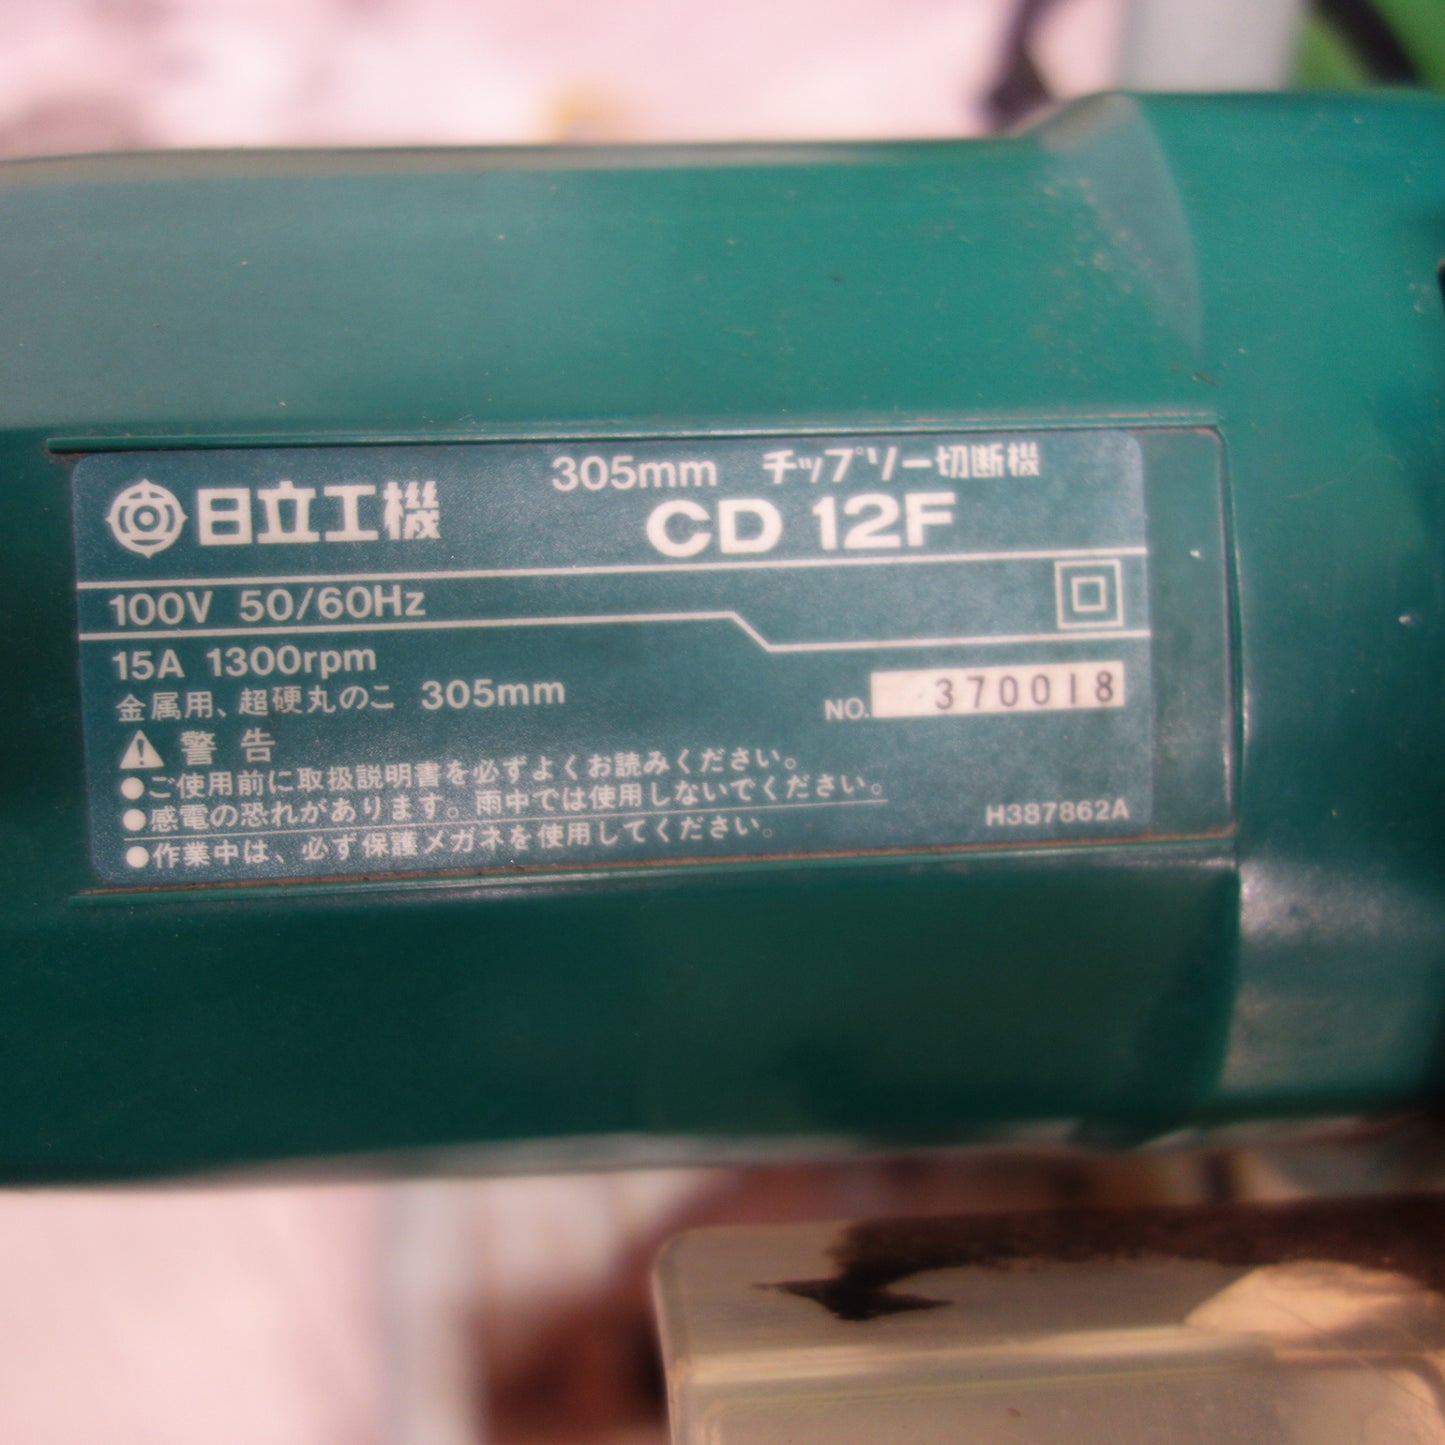 日立工機
305mm チップソー切断機
CD 12F
100V 50/60Hz
15A 1300rpm
金属用、超硬丸のこ 305mm
NO. 370018
警告
●ご使用前に取扱説明書を必ずよくお読みください。
●感電の恐れがあります。雨中では使用しないでください。
●作業中は、必ず保護メガネを使用してください。
H387862A